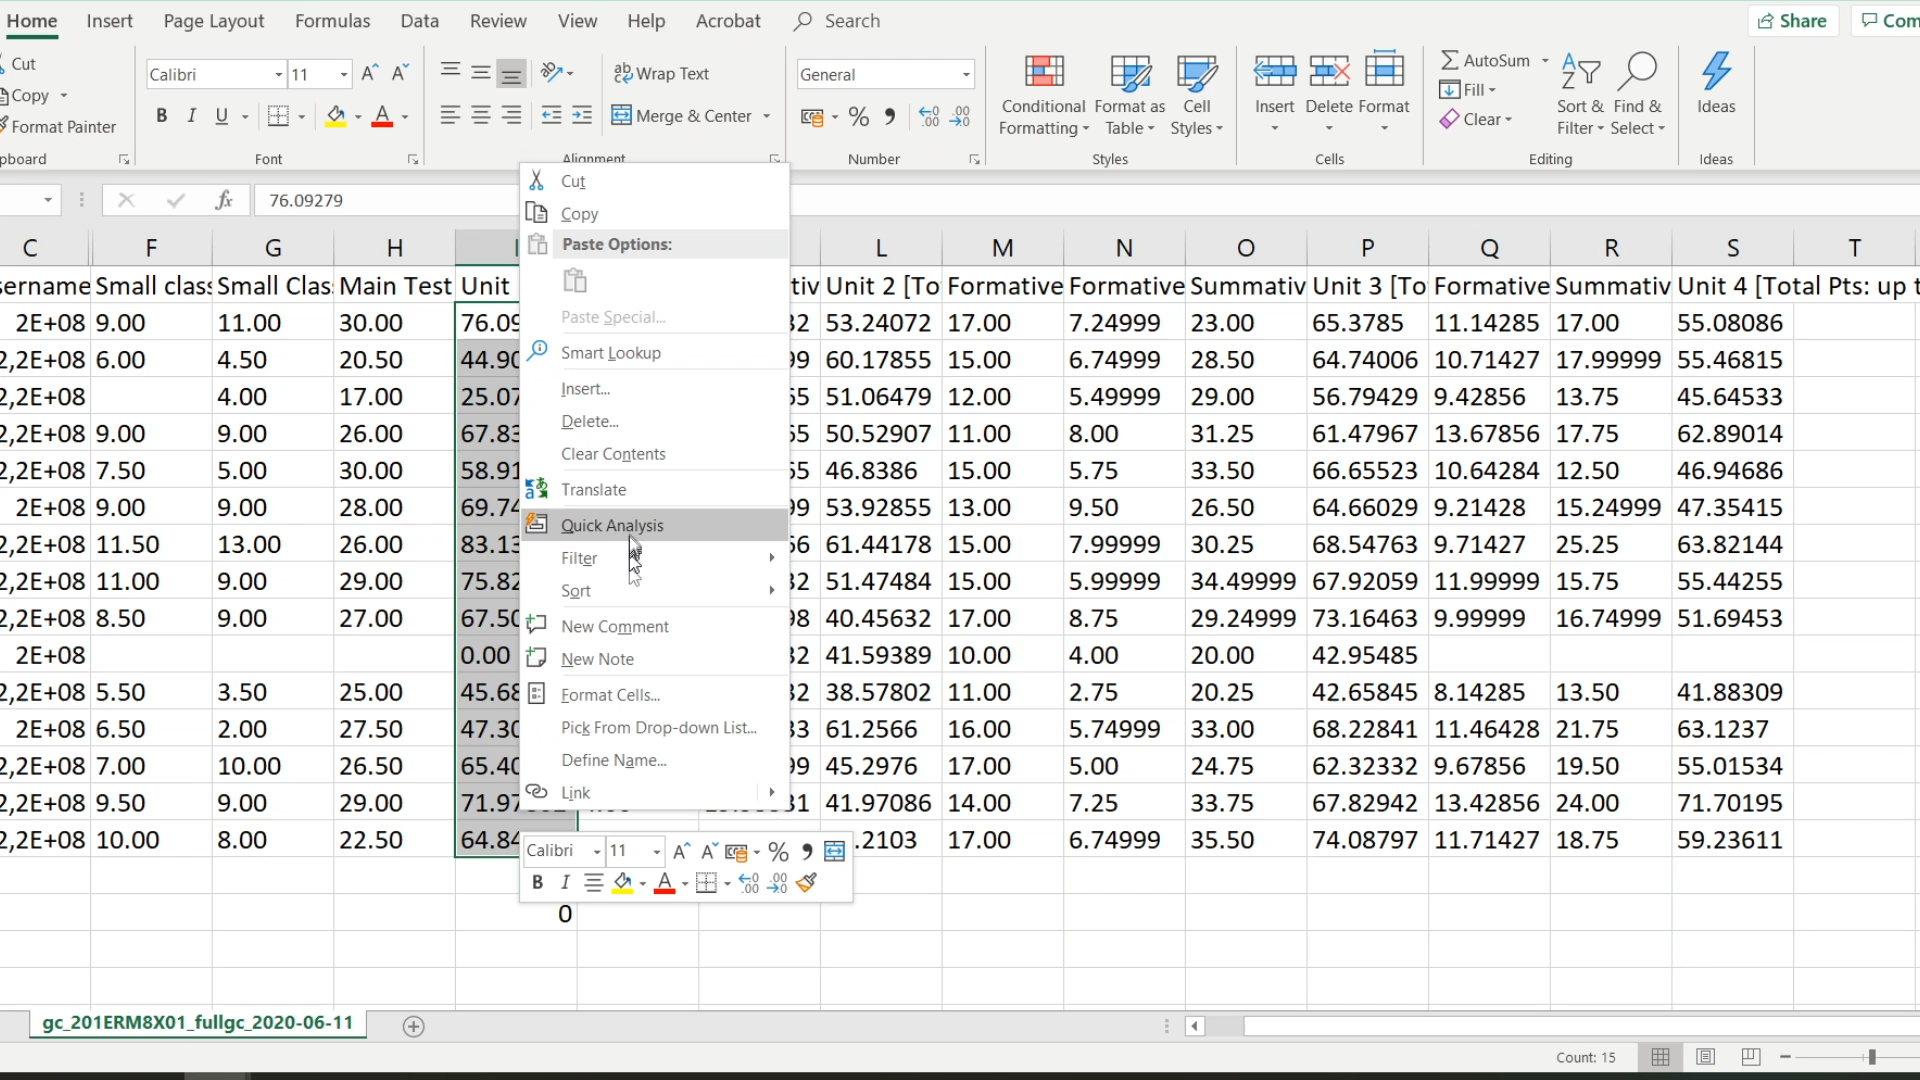 Home Insert Page Layout Formulas Data Review View Help Acrobat Search Share Com
Cut
Copy
Format Painter
pboard
Calibri 11
B I U
Font
Wrap Text
Merge & Center
Alignment
General
% 
Number
Conditional Formatting
Format as Table
Cell Styles
Styles
Insert Delete Format
Cells
AutoSum
Fill
Clear
Sort & Filter
Find & Select
Editing
Ideas
Ideas
fx 76.09279
Cut
Copy
Paste Options:
Paste Special...
Smart Lookup
Insert...
Delete...
Clear Contents
Translate
Quick Analysis
Filter
Sort
New Comment
New Note
Format Cells...
Pick From Drop-down List...
Define Name...
Link
Calibri 11 A A % ,
B I A
C F G H I L M N O P Q R S T
sername Small class Small Clas Main Test Unit tiv Unit 2 [To Formative Formative Summativ Unit 3 [To Formative Summativ Unit 4 [Total Pts: up t
2E+08 9.00 11.00 30.00 76.09 32 53.24072 17.00 7.24999 23.00 65.3785 11.14285 17.00 55.08086
2,2E+08 6.00 4.50 20.50 44.90 99 60.17855 15.00 6.74999 28.50 64.74006 10.71427 17.99999 55.46815
2,2E+08 4.00 17.00 25.07 65 51.06479 12.00 5.49999 29.00 56.79429 9.42856 13.75 45.64533
2,2E+08 9.00 9.00 26.00 67.83 65 50.52907 11.00 8.00 31.25 61.47967 13.67856 17.75 62.89014
2,2E+08 7.50 5.00 30.00 58.91 65 46.8386 15.00 5.75 33.50 66.65523 10.64284 12.50 46.94686
2E+08 9.00 9.00 28.00 69.74 99 53.92855 13.00 9.50 26.50 64.66029 9.21428 15.24999 47.35415
2,2E+08 11.50 13.00 26.00 83.13 66 61.44178 15.00 7.99999 30.25 68.54763 9.71427 25.25 63.82144
2,2E+08 11.00 9.00 29.00 75.82 32 51.47484 15.00 5.99999 34.49999 67.92059 11.99999 15.75 55.44255
2,2E+08 8.50 9.00 27.00 67.50 98 40.45632 17.00 8.75 29.24999 73.16463 9.99999 16.74999 51.69453
2E+08 0.00 32 41.59389 10.00 4.00 20.00 42.95485
2,2E+08 5.50 3.50 25.00 45.68 32 38.57802 11.00 2.75 20.25 42.65845 8.14285 13.50 41.88309
2E+08 6.50 2.00 27.50 47.30 33 61.2566 16.00 5.74999 33.00 68.22841 11.46428 21.75 63.1237
2,2E+08 7.00 10.00 26.50 65.40 99 45.2976 17.00 5.00 24.75 62.32332 9.67856 19.50 55.01534
2,2E+08 9.50 9.00 29.00 71.97 31 41.97086 14.00 7.25 33.75 67.82942 13.42856 24.00 71.70195
2,2E+08 10.00 8.00 22.50 64.84 .2103 17.00 6.74999 35.50 74.08797 11.71427 18.75 59.23611
0
gc_201ERM8X01_fullgc_2020-06-11
Count: 15